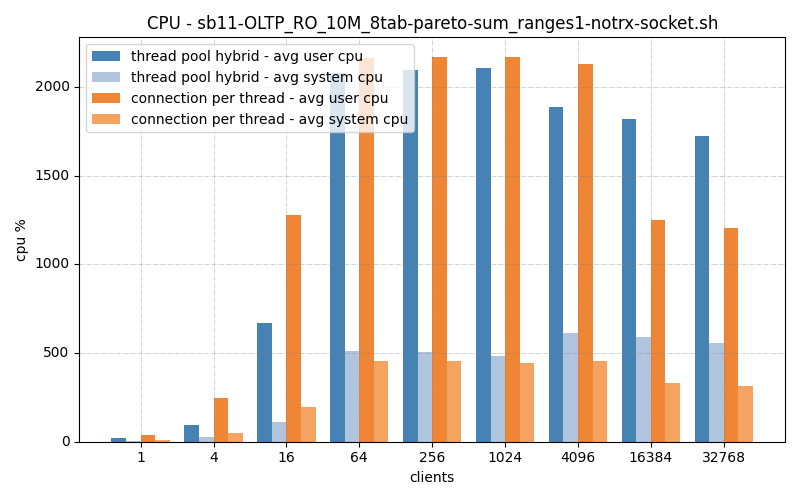 CPU - sb11-OLTP_RO_10M_8tab-pareto-sum_ranges1-notrx-socket.sh
thread pool hybrid - avg user cpu
thread pool hybrid - avg system cpu
connection per thread - avg user cpu
connection per thread - avg system cpu
cpu %
2000
1500
1000
500
0
1 4 16 64 256 1024 4096 16384 32768
clients